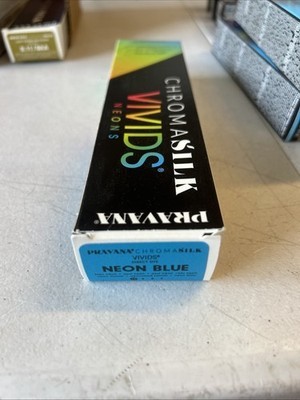 CHROMASILK
VIVIDS®
NEONS
PRAVANA®
PRAVANA® CHROMASILK
VIVIDS®
NEON BLUE